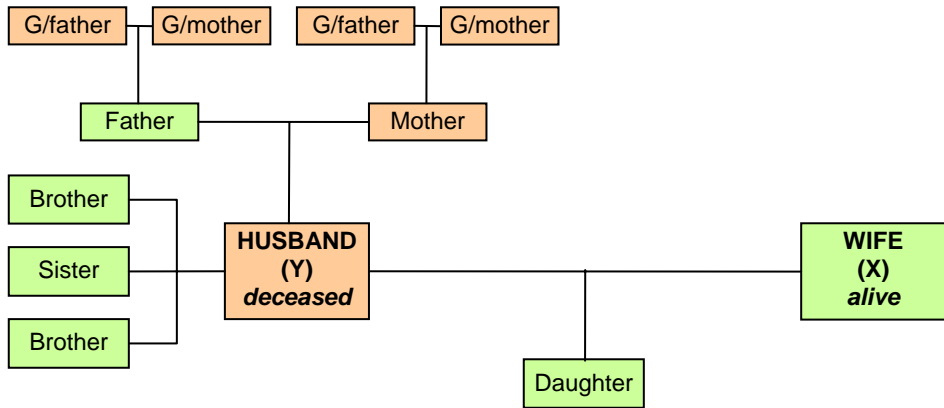 G/father
G/mother
G/father
G/mother
Father
Mother
Brother
Sister
Brother
HUSBAND
(Y)
deceased
WIFE
(X)
alive
Daughter